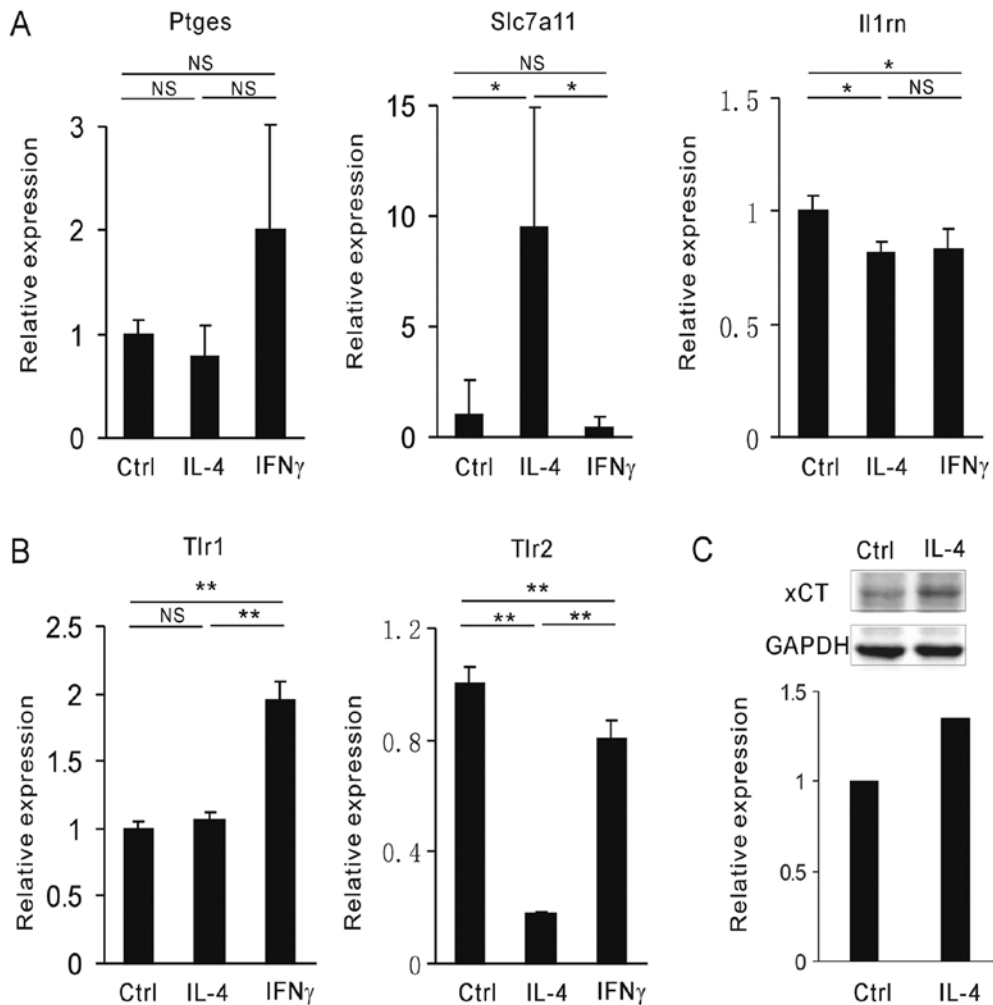 A
Ptges
NS
NS NS
Relative expression
3
2
1
0
Ctrl IL-4 IFNγ
Slc7a11
NS
* *
Relative expression
15
10
5
0
Ctrl IL-4 IFNγ
Il1rn
*
* NS
Relative expression
1.5
1
0.5
0
Ctrl IL-4 IFNγ
B
Tlr1
**
NS **
Relative expression
2.5
2
1.5
1
0.5
0
Ctrl IL-4 IFNγ
Tlr2
**
** **
Relative expression
1.2
0.8
0.4
0
Ctrl IL-4 IFNγ
C
Ctrl IL-4
xCT
GAPDH
Relative expression
1.5
1
0.5
0
Ctrl IL-4